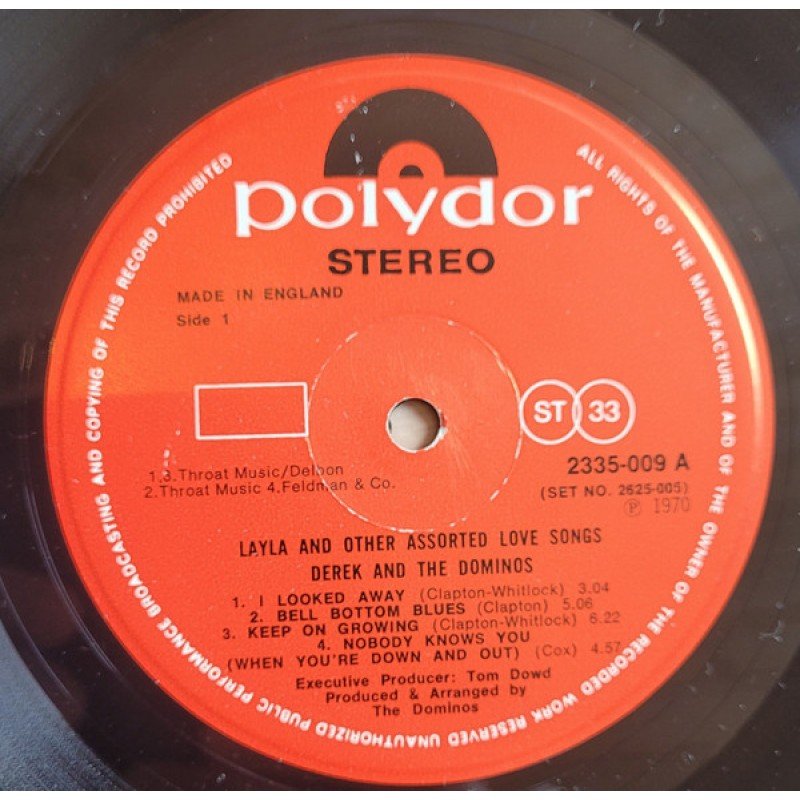 polydor
STEREO
MADE IN ENGLAND
Side 1
ST 33
1.3.Throat Music/Delbon
2.Throat Music 4.Feldman & Co.
2335-009 A
(SET NO. 2625-005)
℗ 1970
LAYLA AND OTHER ASSORTED LOVE SONGS
DEREK AND THE DOMINOS
1. I LOOKED AWAY (Clapton-Whitlock) 3.04
2. BELL BOTTOM BLUES (Clapton) 5.06
3. KEEP ON GROWING (Clapton-Whitlock) 6.22
4. NOBODY KNOWS YOU
(WHEN YOU'RE DOWN AND OUT) (Cox) 4.57
Executive Producer: Tom Dowd
Produced & Arranged by
The Dominos
ALL RIGHTS OF THE MANUFACTURER AND OF THE OWNER OF THE RECORDED WORK RESERVED UNAUTHORIZED PUBLIC PERFORMANCE BROADCASTING AND COPYING OF THIS RECORD PROHIBITED